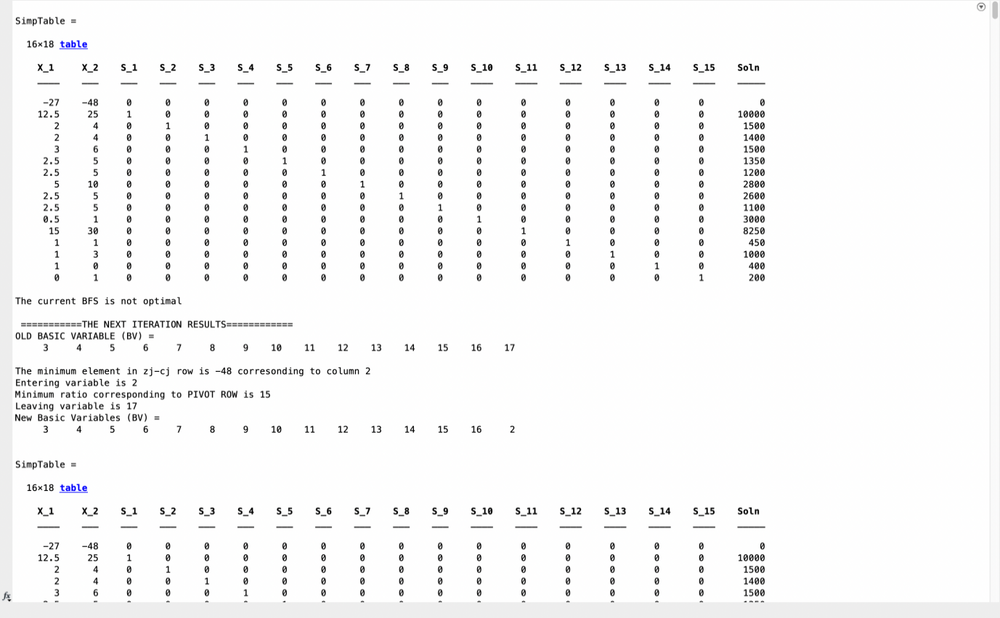 SimpTable =
16×18 table
X_1 X_2 S_1 S_2 S_3 S_4 S_5 S_6 S_7 S_8 S_9 S_10 S_11 S_12 S_13 S_14 S_15 Soln
-27 -48 0 0 0 0 0 0 0 0 0 0 0 0 0 0 0 0
12.5 25 1 0 0 0 0 0 0 0 0 0 0 0 0 0 0 10000
2 4 0 1 0 0 0 0 0 0 0 0 0 0 0 0 0 1500
2 4 0 0 1 0 0 0 0 0 0 0 0 0 0 0 0 1400
3 6 0 0 0 1 0 0 0 0 0 0 0 0 0 0 0 1500
2.5 5 0 0 0 0 1 0 0 0 0 0 0 0 0 0 0 1350
2.5 5 0 0 0 0 0 1 0 0 0 0 0 0 0 0 0 1200
5 10 0 0 0 0 0 0 1 0 0 0 0 0 0 0 0 2800
2.5 5 0 0 0 0 0 0 0 1 0 0 0 0 0 0 0 2600
2.5 5 0 0 0 0 0 0 0 0 1 0 0 0 0 0 0 1100
0.5 1 0 0 0 0 0 0 0 0 0 1 0 0 0 0 0 3000
15 30 0 0 0 0 0 0 0 0 0 0 1 0 0 0 0 8250
1 1 0 0 0 0 0 0 0 0 0 0 0 1 0 0 0 450
1 3 0 0 0 0 0 0 0 0 0 0 0 0 1 0 0 1000
1 0 0 0 0 0 0 0 0 0 0 0 0 0 0 1 0 400
0 1 0 0 0 0 0 0 0 0 0 0 0 0 0 0 1 200
The current BFS is not optimal
===========THE NEXT ITERATION RESULTS============
OLD BASIC VARIABLE (BV) =
3 4 5 6 7 8 9 10 11 12 13 14 15 16 17
The minimum element in zj-cj row is -48 corresonding to column 2
Entering variable is 2
Minimum ratio corresponding to PIVOT ROW is 15
Leaving variable is 17
New Basic Variables (BV) =
3 4 5 6 7 8 9 10 11 12 13 14 15 16 2
SimpTable =
16×18 table
X_1 X_2 S_1 S_2 S_3 S_4 S_5 S_6 S_7 S_8 S_9 S_10 S_11 S_12 S_13 S_14 S_15 Soln
-27 -48 0 0 0 0 0 0 0 0 0 0 0 0 0 0 0 0
12.5 25 1 0 0 0 0 0 0 0 0 0 0 0 0 0 0 10000
2 4 0 1 0 0 0 0 0 0 0 0 0 0 0 0 0 1500
2 4 0 0 1 0 0 0 0 0 0 0 0 0 0 0 0 1400
fx 3 6 0 0 0 1 0 0 0 0 0 0 0 0 0 0 0 1500